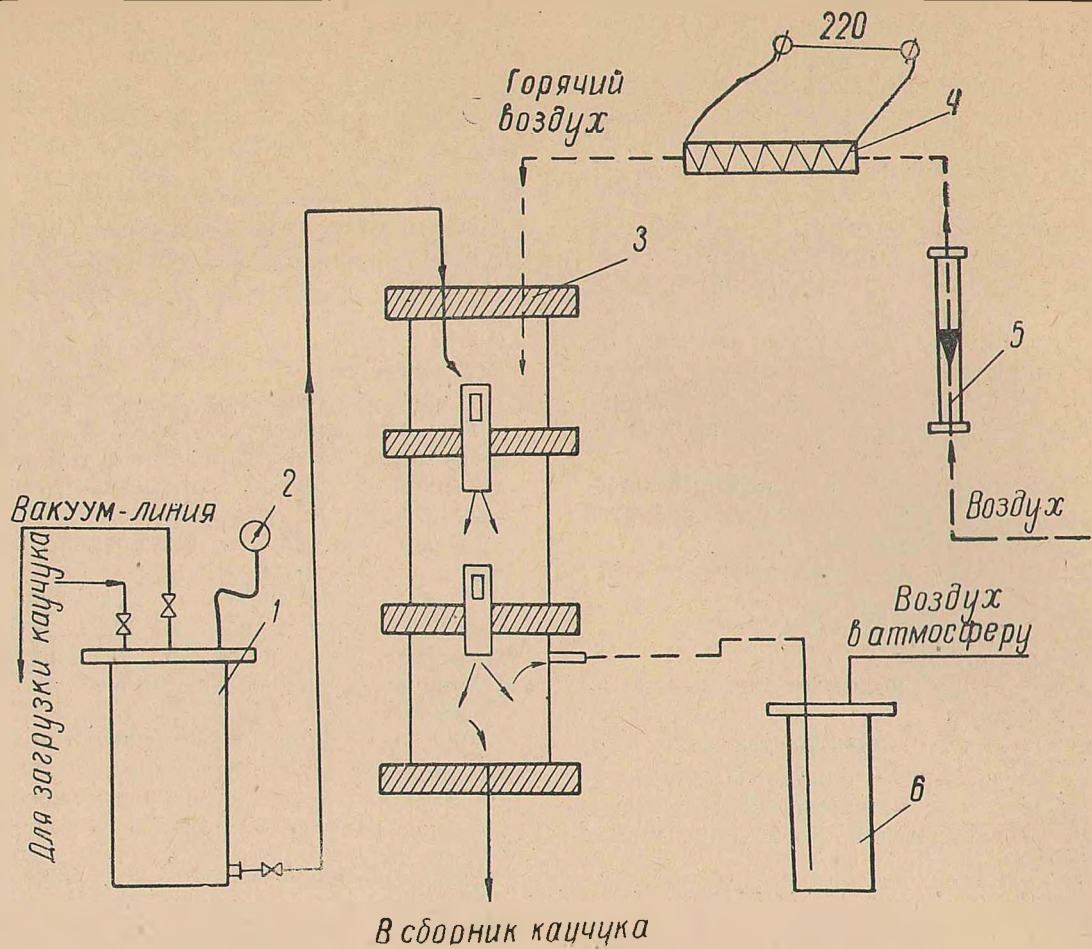 220
Горячий
воздух
4
3
5
2
Вакуум-линия
Воздух
Для загрузки каучука
1
Воздух
в атмосферу
6
В сборник каучука